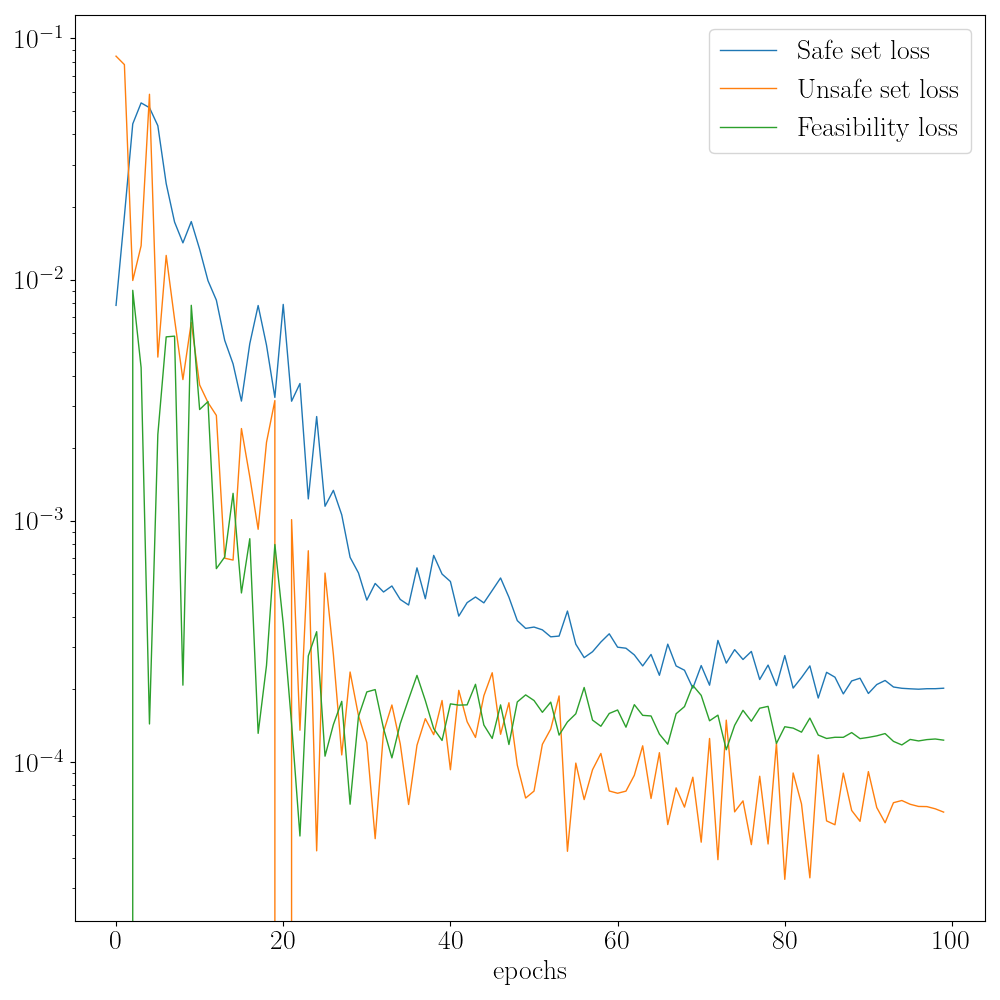 10⁻¹
10⁻²
10⁻³
10⁻⁴
Safe set loss
Unsafe set loss
Feasibility loss
0 20 40 60 80 100
epochs